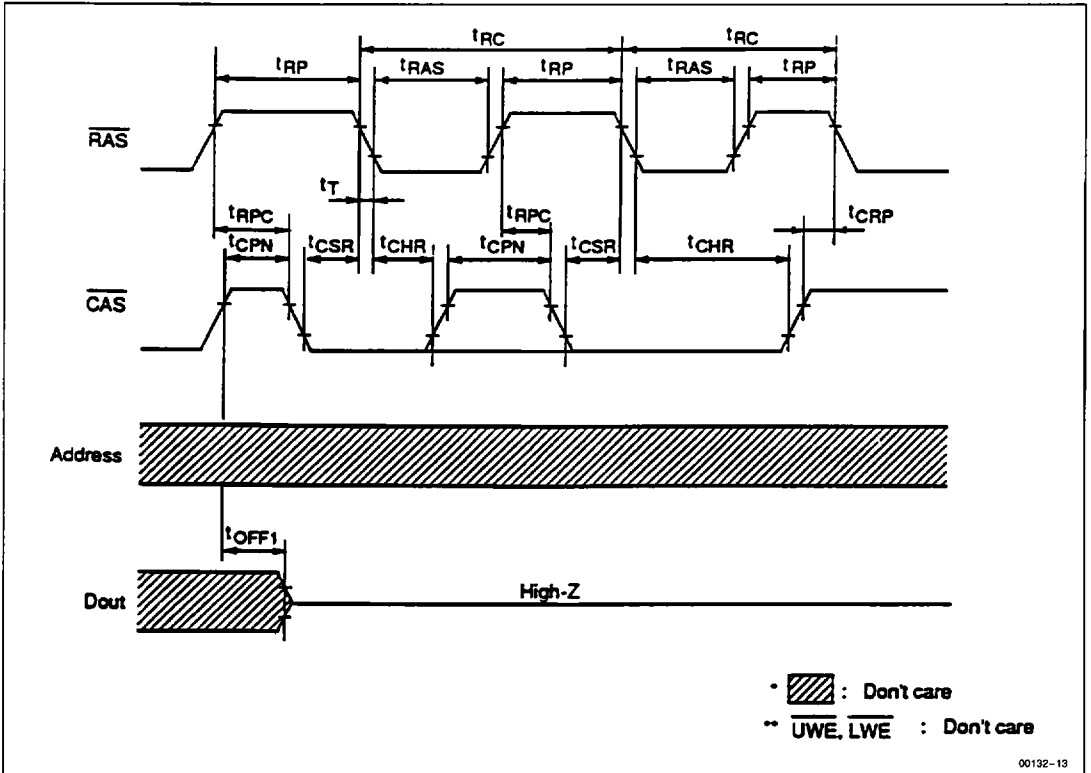 tRC tRC
tRP tRAS tRP tRAS tRP
RAS
tT
tRPC tRPC tCRP
tCPN tCSR tCHR tCPN tCSR tCHR
CAS
Address
tOFF1
Dout High-Z
* : Don't care
** UWE, LWE : Don't care
00132-13